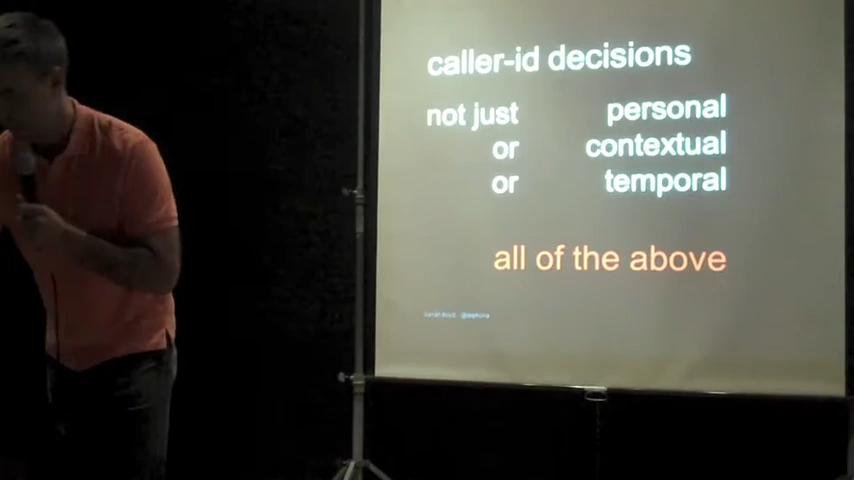 caller-id decisions
not just personal
or contextual
or temporal
all of the above